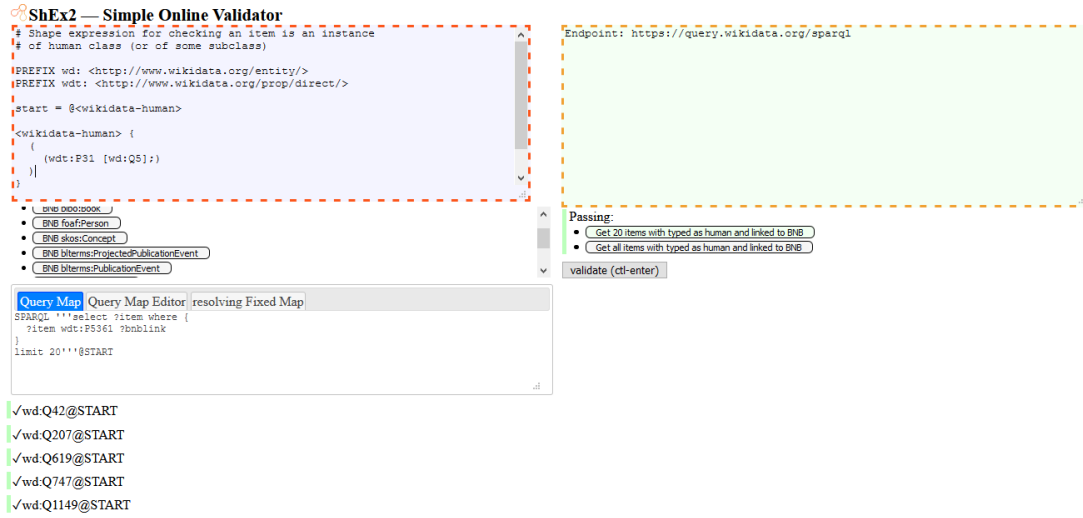 ShEx2 — Simple Online Validator
# Shape expression for checking an item is an instance
# of human class (or of some subclass)
PREFIX wd: <http://www.wikidata.org/entity/>
PREFIX wdt: <http://www.wikidata.org/prop/direct/>
start = @<wikidata-human>
<wikidata-human> {
(
(wdt:P31 [wd:Q5];)
)
}
Endpoint: https://query.wikidata.org/sparql
BNB bibo:Book
BNB foaf:Person
BNB skos:Concept
BNB blterms:ProjectedPublicationEvent
BNB blterms:PublicationEvent
Passing:
Get 20 items with typed as human and linked to BNB
Get all items with typed as human and linked to BNB
validate (ctl-enter)
Query Map Query Map Editor resolving Fixed Map
SPARQL '''select ?item where {
?item wdt:P5361 ?bnblink
}
limit 20'''@START
✓wd:Q42@START
✓wd:Q207@START
✓wd:Q619@START
✓wd:Q747@START
✓wd:Q1149@START